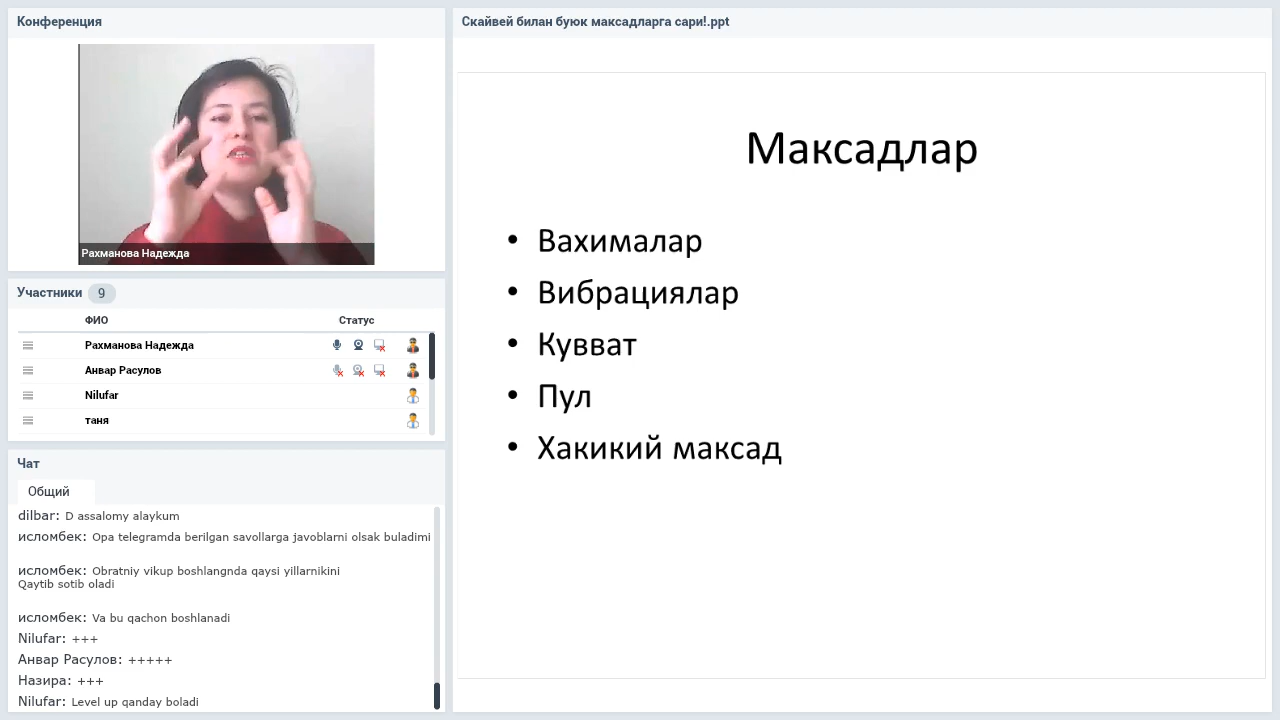 Конференция
Рахманова Надежда
Участники 9
ФИО Статус
Рахманова Надежда
Анвар Расулов
Nilufar
таня
Чат
Общий
dilbar: D assalomy alaykum
исломбек: Opa telegramda berilgan savollarga javoblarni olsak buladimi
исломбек: Obratniy vikup boshlangnda qaysi yillarnikini
Qaytib sotib oladi
исломбек: Va bu qachon boshlanadi
Nilufar: +++
Анвар Расулов: +++++
Назира: +++
Nilufar: Level up qanday boladi
Скайвей билан буюк максадларга сари!.ppt
Максадлар
• Вахималар
• Вибрациялар
• Кувват
• Пул
• Хакикий максад